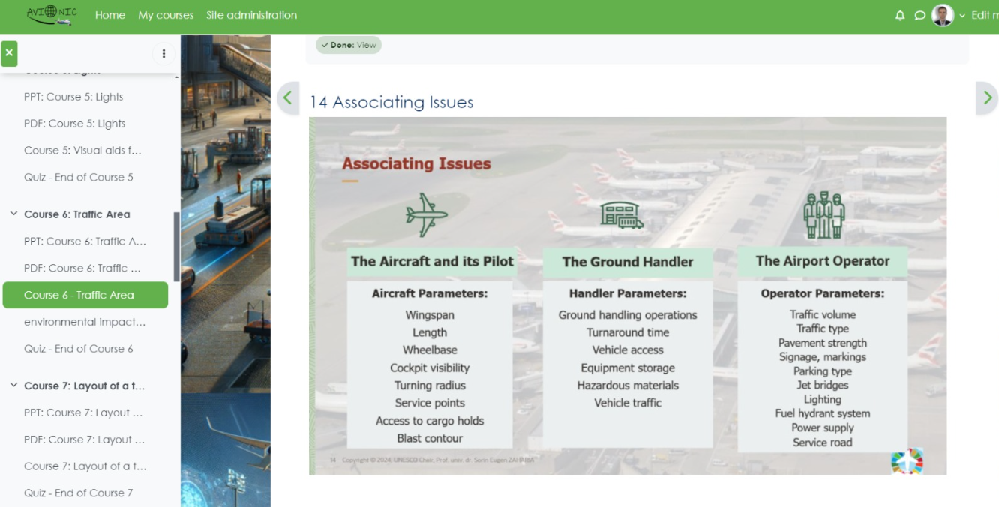 AVIONIC
Home My courses Site administration
Edit m
✓ Done: View
PPT: Course 5: Lights
PDF: Course 5: Lights
Course 5: Visual aids f...
Quiz - End of Course 5
Course 6: Traffic Area
PPT: Course 6: Traffic A...
PDF: Course 6: Traffic ...
Course 6 - Traffic Area
environmental-impact...
Quiz - End of Course 6
Course 7: Layout of a t...
PPT: Course 7: Layout ...
PDF: Course 7: Layout ...
Course 7: Layout of a t...
Quiz - End of Course 7
14 Associating Issues
Associating Issues
The Aircraft and its Pilot
Aircraft Parameters:
Wingspan
Length
Wheelbase
Cockpit visibility
Turning radius
Service points
Access to cargo holds
Blast contour
The Ground Handler
Handler Parameters:
Ground handling operations
Turnaround time
Vehicle access
Equipment storage
Hazardous materials
Vehicle traffic
The Airport Operator
Operator Parameters:
Traffic volume
Traffic type
Pavement strength
Signage, markings
Parking type
Jet bridges
Lighting
Fuel hydrant system
Power supply
Service road
14 Copyright © 2024, UNESCO Chair, Prof. univ. dr. Sorin Eugen ZAHARIA